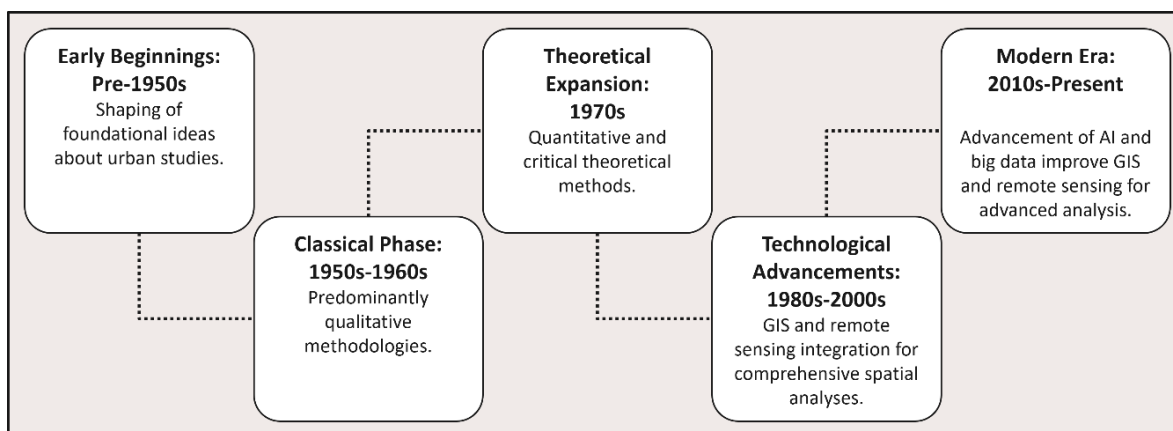 Early Beginnings:
Pre-1950s
Shaping of
foundational ideas
about urban studies.
Classical Phase:
1950s-1960s
Predominantly
qualitative
methodologies.
Theoretical
Expansion:
1970s
Quantitative and
critical theoretical
methods.
Technological
Advancements:
1980s-2000s
GIS and remote
sensing integration for
comprehensive spatial
analyses.
Modern Era:
2010s-Present
Advancement of AI and
big data improve GIS
and remote sensing for
advanced analysis.